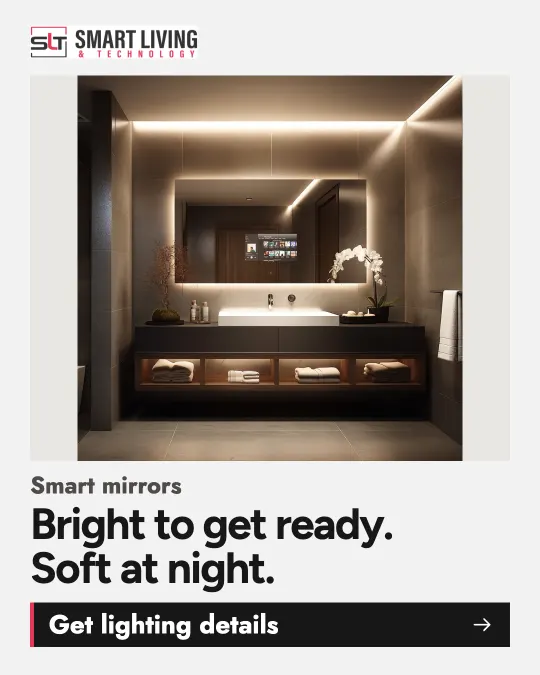 SLT SMART LIVING
& TECHNOLOGY
Smart mirrors
Bright to get ready.
Soft at night.
Get lighting details →